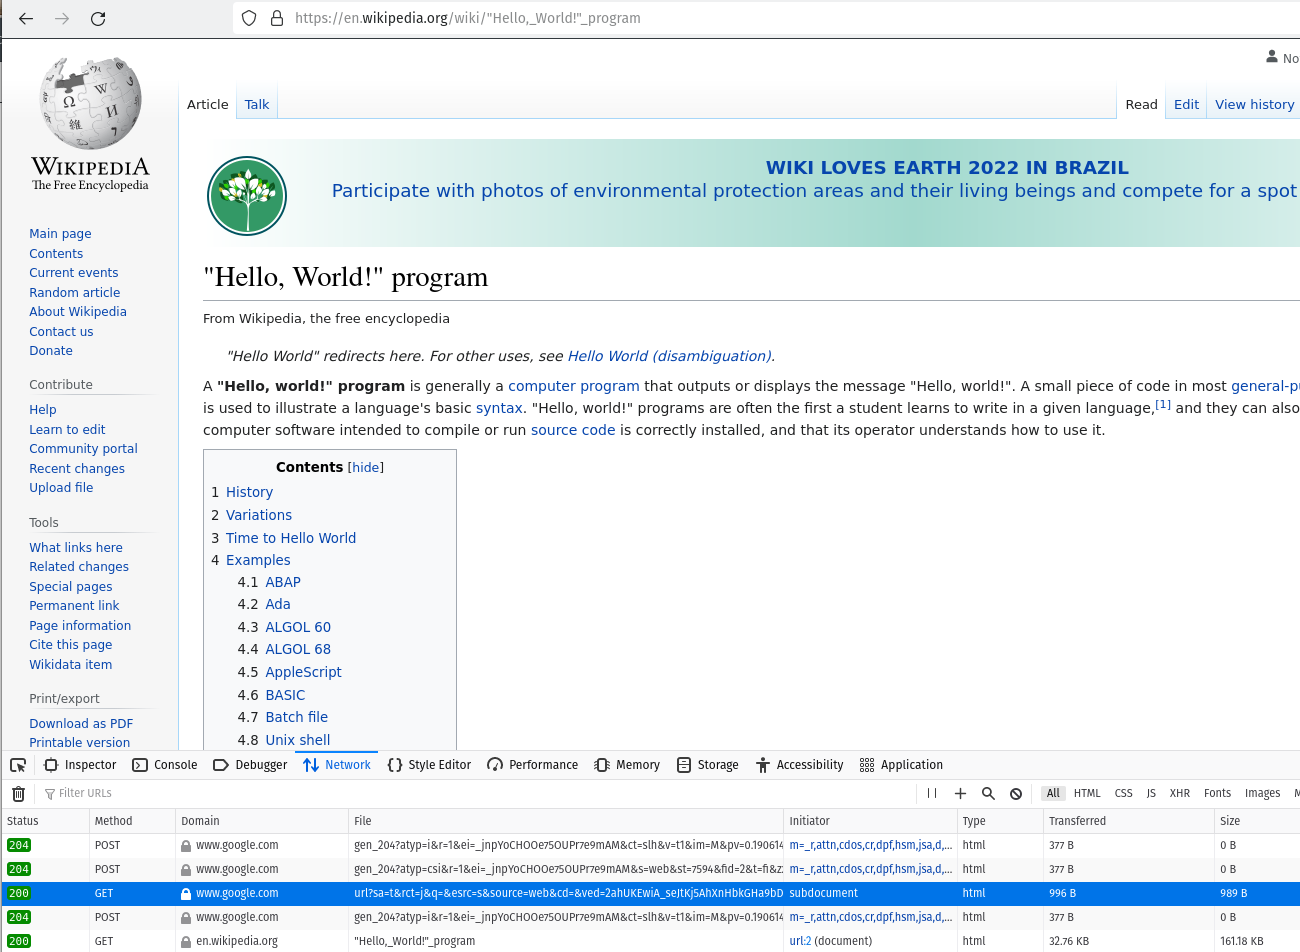 https://en.wikipedia.org/wiki/"Hello,_World!"_program
No
Article Talk Read Edit View history
WIKIPEDIA
The Free Encyclopedia
WIKI LOVES EARTH 2022 IN BRAZIL
Participate with photos of environmental protection areas and their living beings and compete for a spot
Main page
Contents
Current events
Random article
About Wikipedia
Contact us
Donate
Contribute
Help
Learn to edit
Community portal
Recent changes
Upload file
Tools
What links here
Related changes
Special pages
Permanent link
Page information
Cite this page
Wikidata item
Print/export
Download as PDF
Printable version
"Hello, World!" program
From Wikipedia, the free encyclopedia
"Hello World" redirects here. For other uses, see Hello World (disambiguation).
A "Hello, world!" program is generally a computer program that outputs or displays the message "Hello, world!". A small piece of code in most general-pu
is used to illustrate a language's basic syntax. "Hello, world!" programs are often the first a student learns to write in a given language,[1] and they can also
computer software intended to compile or run source code is correctly installed, and that its operator understands how to use it.
Contents [hide]
1 History
2 Variations
3 Time to Hello World
4 Examples
4.1 ABAP
4.2 Ada
4.3 ALGOL 60
4.4 ALGOL 68
4.5 AppleScript
4.6 BASIC
4.7 Batch file
4.8 Unix shell
Inspector Console Debugger Network Style Editor Performance Memory Storage Accessibility Application
Filter URLs All HTML CSS JS XHR Fonts Images M
Status Method Domain File Initiator Type Transferred Size
204 POST www.google.com gen_204?atyp=i&r=1&ei=_jnpYoCHOOe75OUPr7e9mAM&ct=slh&v=t1&im=M&pv=0.190614 m=_r,attn,cdos,cr,dpf,hsm,jsa,d,... html 377 B 0 B
204 POST www.google.com gen_204?atyp=csi&r=1&ei=_jnpYoCHOOe75OUPr7e9mAM&s=web&st=7594&fid=2&t=fi&z m=_r,attn,cdos,cr,dpf,hsm,jsa,d,... html 377 B 0 B
200 GET www.google.com url?sa=t&rct=j&q=&esrc=s&source=web&cd=&ved=2ahUKEwiA_seJtKj5AhXnHbkGHa9bD subdocument html 996 B 989 B
204 POST www.google.com gen_204?atyp=i&r=1&ei=_jnpYoCHOOe75OUPr7e9mAM&ct=slh&v=t1&im=M&pv=0.190614 m=_r,attn,cdos,cr,dpf,hsm,jsa,d,... html 377 B 0 B
200 GET en.wikipedia.org "Hello,_World!"_program url:2 (document) html 32.76 KB 161.18 KB